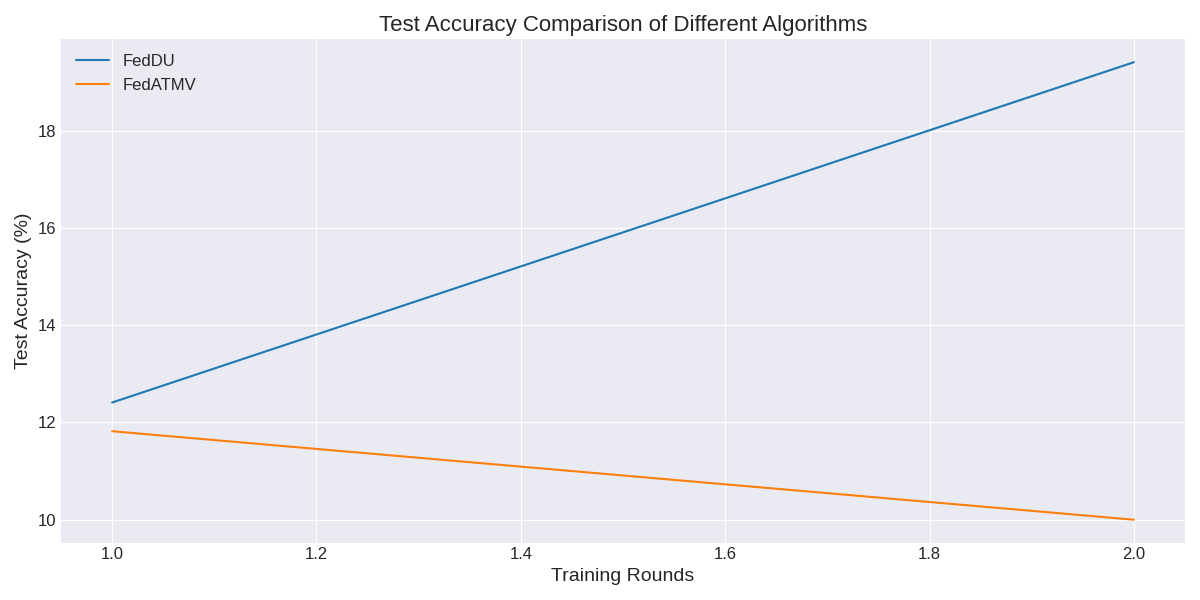 Test Accuracy Comparison of Different Algorithms
FedDU
FedATMV
Test Accuracy (%)
18
16
14
12
10
1.0 1.2 1.4 1.6 1.8 2.0
Training Rounds